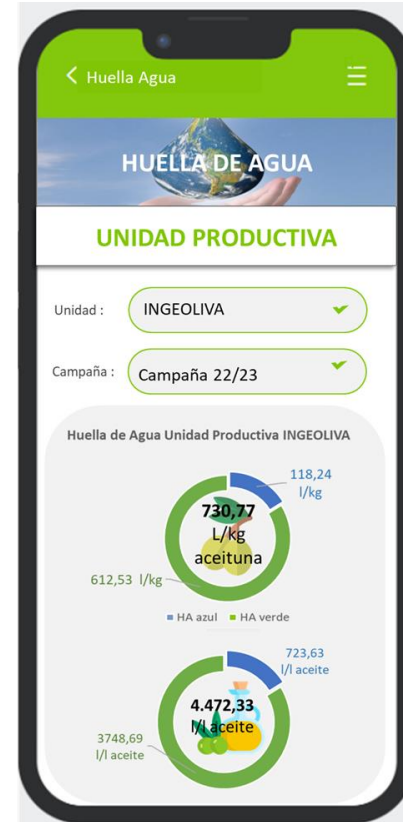 Huella Agua
HUELLA DE AGUA
UNIDAD PRODUCTIVA
Unidad :
INGEOLIVA
Campaña :
Campaña 22/23
Huella de Agua Unidad Productiva INGEOLIVA
118,24
l/kg
730,77
L/kg
aceituna
612,53 l/kg
HA azul HA verde
723,63
l/l aceite
4.472,33
l/l aceite
3748,69
l/l aceite